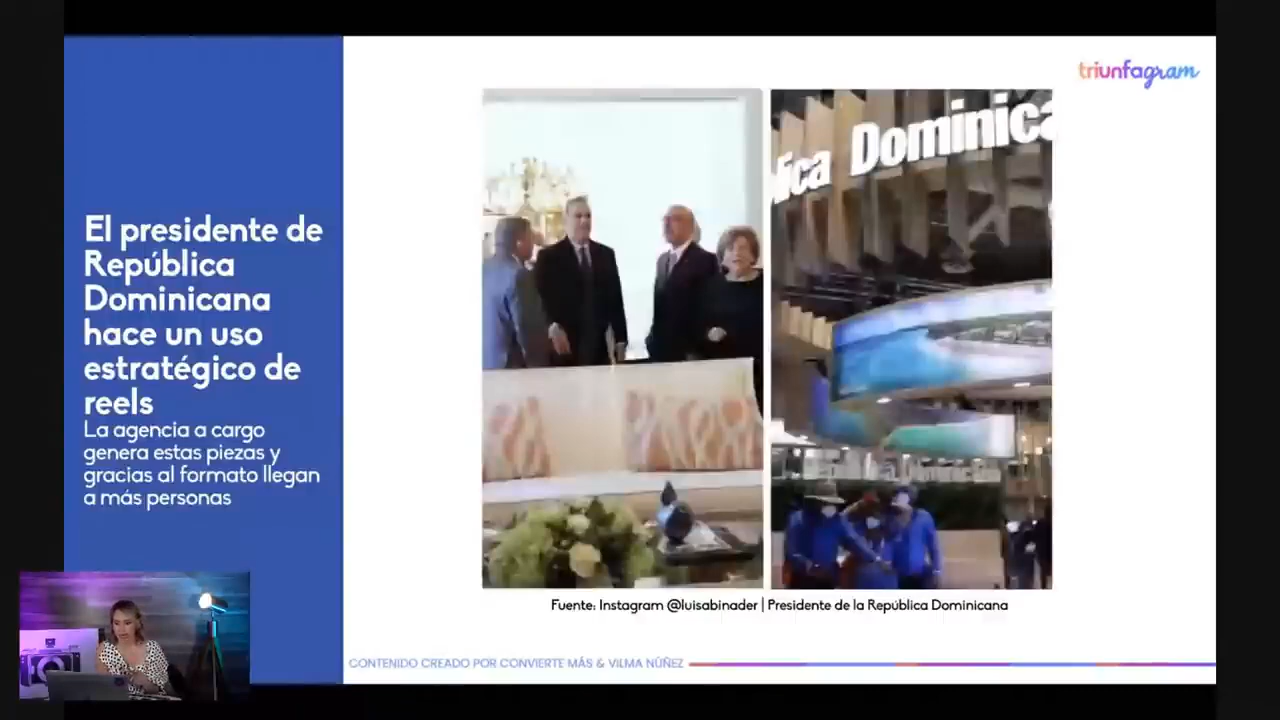 triunfagram
El presidente de
República
Dominicana
hace un uso
estratégico de
reels
La agencia a cargo
genera estas piezas y
gracias al formato llegan
a más personas
Dominica
República Dominicana
Fuente: Instagram @luisabinader | Presidente de la República Dominicana
CONTENIDO CREADO POR CONVIERTE MÁS & VILMA NÚÑEZ